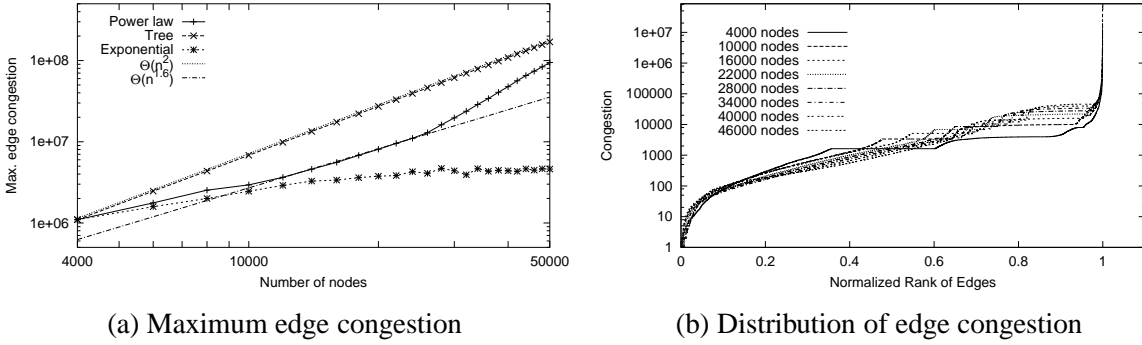 Max. edge congestion
1e+08
1e+07
1e+06
4000
10000
50000
Number of nodes
Power law
Tree
Exponential
Θ(n²)
Θ(n¹·⁶)
(a) Maximum edge congestion
Congestion
1e+07
1e+06
100000
10000
1000
100
10
1
0
0.2
0.4
0.6
0.8
1
Normalized Rank of Edges
4000 nodes
10000 nodes
16000 nodes
22000 nodes
28000 nodes
34000 nodes
40000 nodes
46000 nodes
(b) Distribution of edge congestion